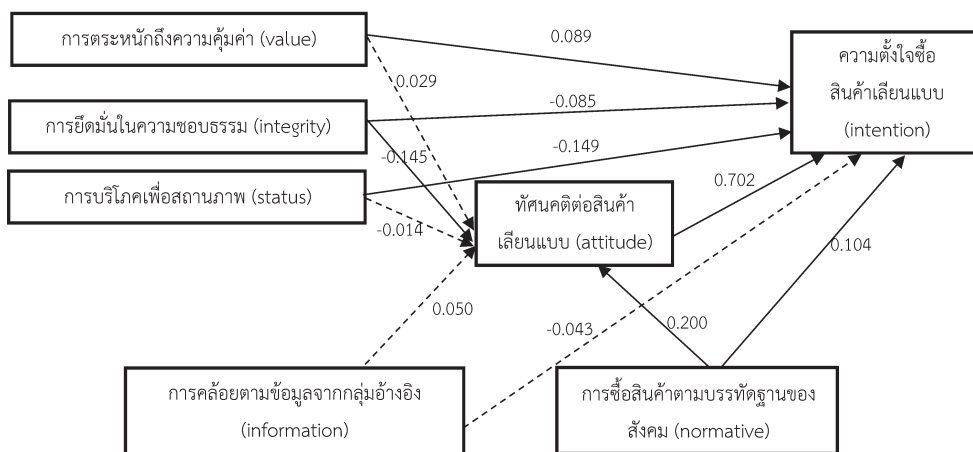 การตระหนักถึงความคุ้มค่า (value)
0.089
ความตั้งใจซื้อ
สินค้าเลียนแบบ
(intention)
0.029
-0.085
การยึดมั่นในความชอบธรรม (integrity)
-0.145
-0.149
การบริโภคเพื่อสถานภาพ (status)
0.702
ทัศนคติต่อสินค้า
เลียนแบบ (attitude)
-0.014
0.104
0.050
-0.043
0.200
การคล้อยตามข้อมูลจากกลุ่มอ้างอิง
(information)
การซื้อสินค้าตามบรรทัดฐานของ
สังคม (normative)